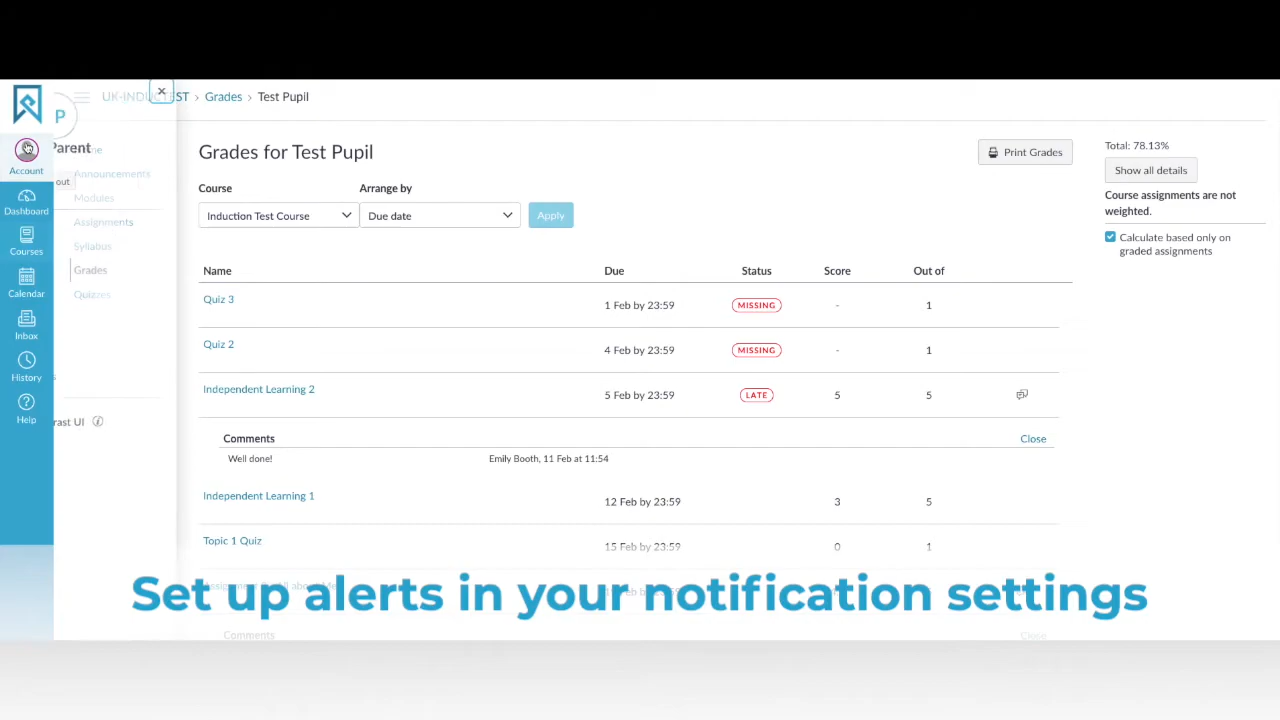 UK-INDUCTEST > Grades > Test Pupil
P
Parent
out
Account
Dashboard
Courses
Calendar
Inbox
History
Help
Announcements
Modules
Assignments
Syllabus
Grades
Quizzes
Grades for Test Pupil
Print Grades
Course
Arrange by
Induction Test Course
Due date
Apply
Name Due Status Score Out of
Quiz 3 1 Feb by 23:59 MISSING - 1
Quiz 2 4 Feb by 23:59 MISSING - 1
Independent Learning 2 5 Feb by 23:59 LATE 5 5
Comments Close
Well done! Emily Booth, 11 Feb at 11:54
Independent Learning 1 12 Feb by 23:59 3 5
Topic 1 Quiz 15 Feb by 23:59 0 1
Comments Close
Total: 78.13%
Show all details
Course assignments are not
weighted.
Calculate based only on
graded assignments
Set up alerts in your notification settings